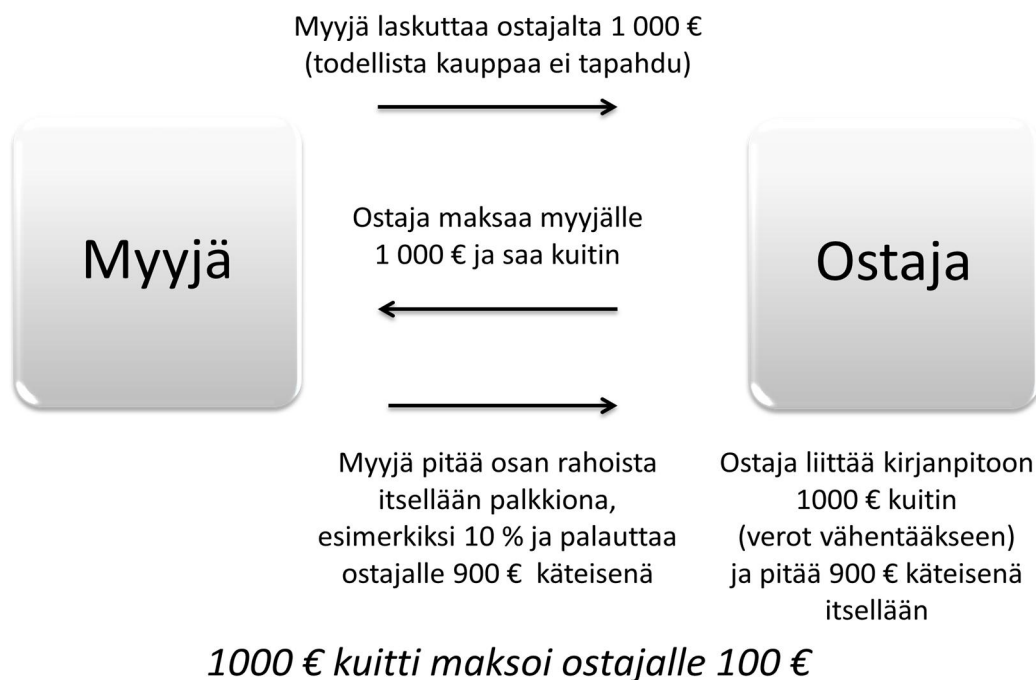 Myyjä laskuttaa ostajalta 1 000 €
(todellista kauppaa ei tapahdu)
Myyjä
Ostaja maksaa myyjälle
1 000 € ja saa kuitin
Ostaja
Myyjä pitää osan rahoista
itsellään palkkiona,
esimerkiksi 10 % ja palauttaa
ostajalle 900 € käteisenä
Ostaja liittää kirjanpitoon
1000 € kuitin
(verot vähentääkseen)
ja pitää 900 € käteisenä
itsellään
1000 € kuitti maksoi ostajalle 100 €